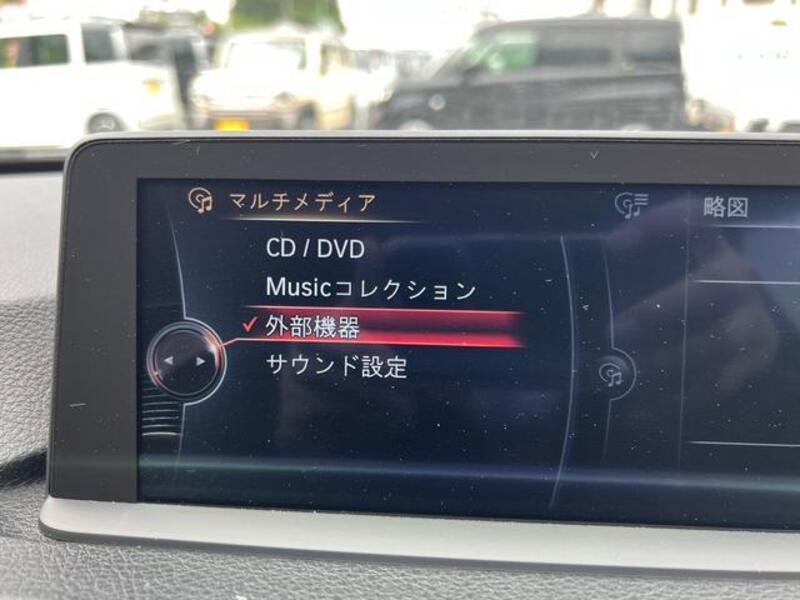 マルチメディア
略図
CD / DVD
Musicコレクション
外部機器
サウンド設定